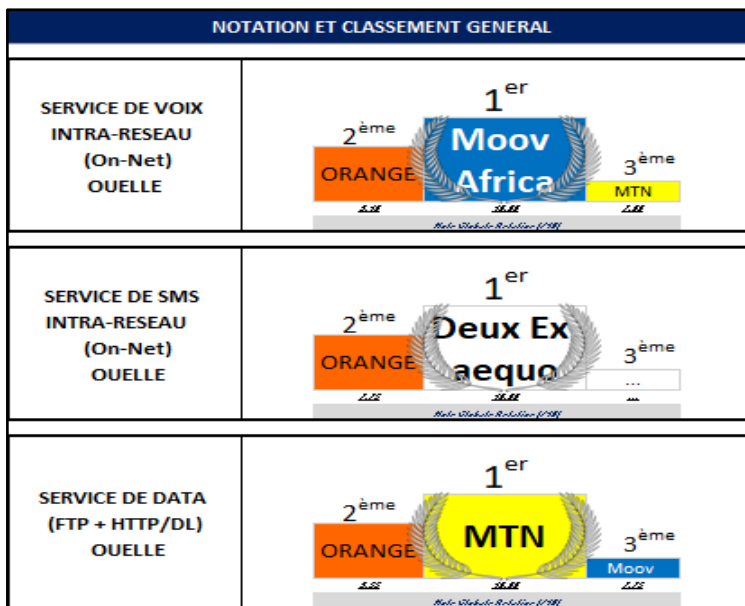 NOTATION ET CLASSEMENT GENERAL
SERVICE DE VOIX
INTRA-RESEAU
(On-Net)
OUELLE
1er
2ème
3ème
Moov
Africa
ORANGE
MTN
SERVICE DE SMS
INTRA-RESEAU
(On-Net)
OUELLE
1er
2ème
3ème
Deux Ex
aequo
ORANGE
...
...
SERVICE DE DATA
(FTP + HTTP/DL)
OUELLE
1er
2ème
3ème
MTN
ORANGE
Moov